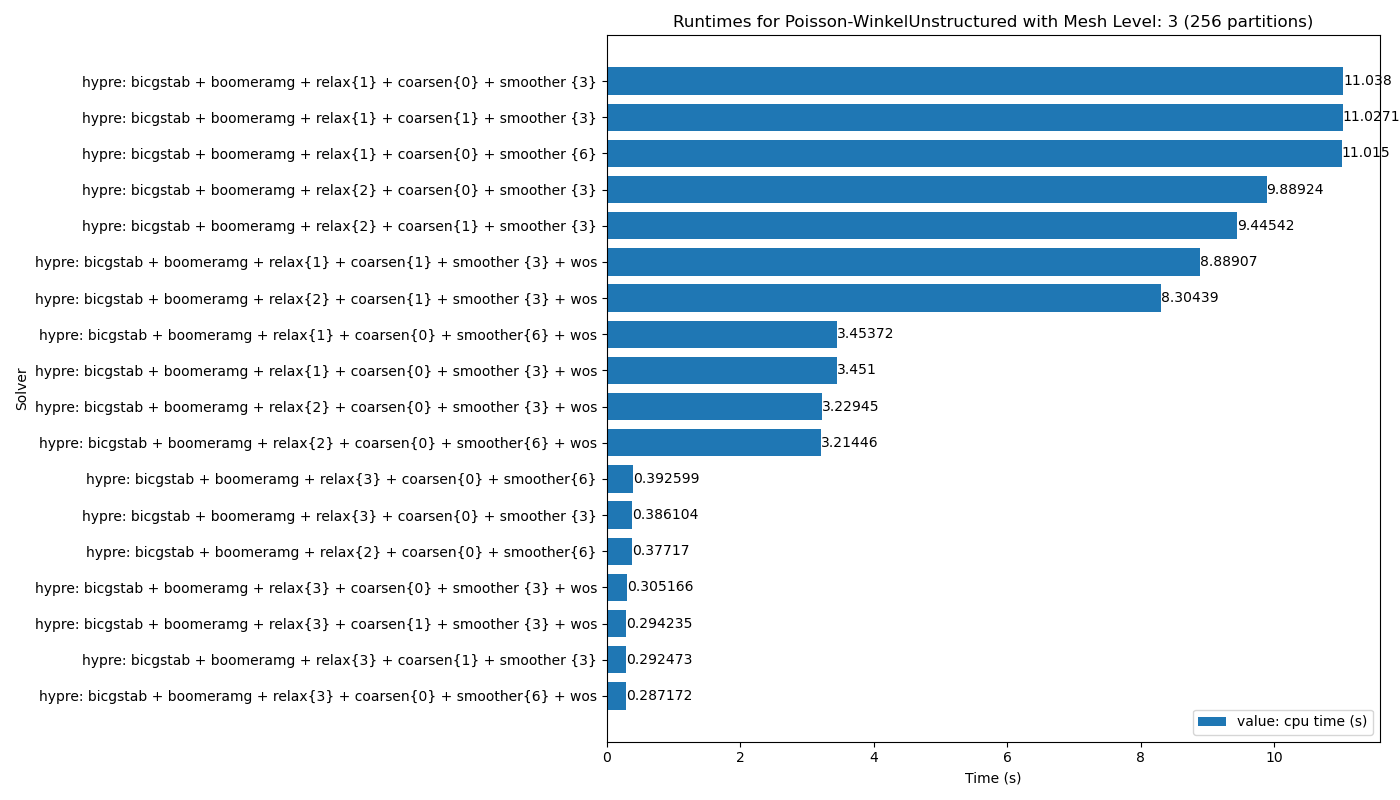 Runtimes for Poisson-WinkelUnstructured with Mesh Level: 3 (256 partitions)
hypre: bicgstab + boomeramg + relax{1} + coarsen{0} + smoother {3} 11.038
hypre: bicgstab + boomeramg + relax{1} + coarsen{1} + smoother {3} 11.0271
hypre: bicgstab + boomeramg + relax{1} + coarsen{0} + smoother {6} 11.015
hypre: bicgstab + boomeramg + relax{2} + coarsen{0} + smoother {3} 9.88924
hypre: bicgstab + boomeramg + relax{2} + coarsen{1} + smoother {3} 9.44542
hypre: bicgstab + boomeramg + relax{1} + coarsen{1} + smoother {3} + wos 8.88907
hypre: bicgstab + boomeramg + relax{2} + coarsen{1} + smoother {3} + wos 8.30439
hypre: bicgstab + boomeramg + relax{1} + coarsen{0} + smoother{6} + wos 3.45372
hypre: bicgstab + boomeramg + relax{1} + coarsen{0} + smoother {3} + wos 3.451
hypre: bicgstab + boomeramg + relax{2} + coarsen{0} + smoother {3} + wos 3.22945
hypre: bicgstab + boomeramg + relax{2} + coarsen{0} + smoother{6} + wos 3.21446
hypre: bicgstab + boomeramg + relax{3} + coarsen{0} + smoother{6} 0.392599
hypre: bicgstab + boomeramg + relax{3} + coarsen{0} + smoother {3} 0.386104
hypre: bicgstab + boomeramg + relax{2} + coarsen{0} + smoother{6} 0.37717
hypre: bicgstab + boomeramg + relax{3} + coarsen{0} + smoother {3} + wos 0.305166
hypre: bicgstab + boomeramg + relax{3} + coarsen{1} + smoother {3} + wos 0.294235
hypre: bicgstab + boomeramg + relax{3} + coarsen{1} + smoother {3} 0.292473
hypre: bicgstab + boomeramg + relax{3} + coarsen{0} + smoother{6} + wos 0.287172
Solver
value: cpu time (s)
0 2 4 6 8 10
Time (s)